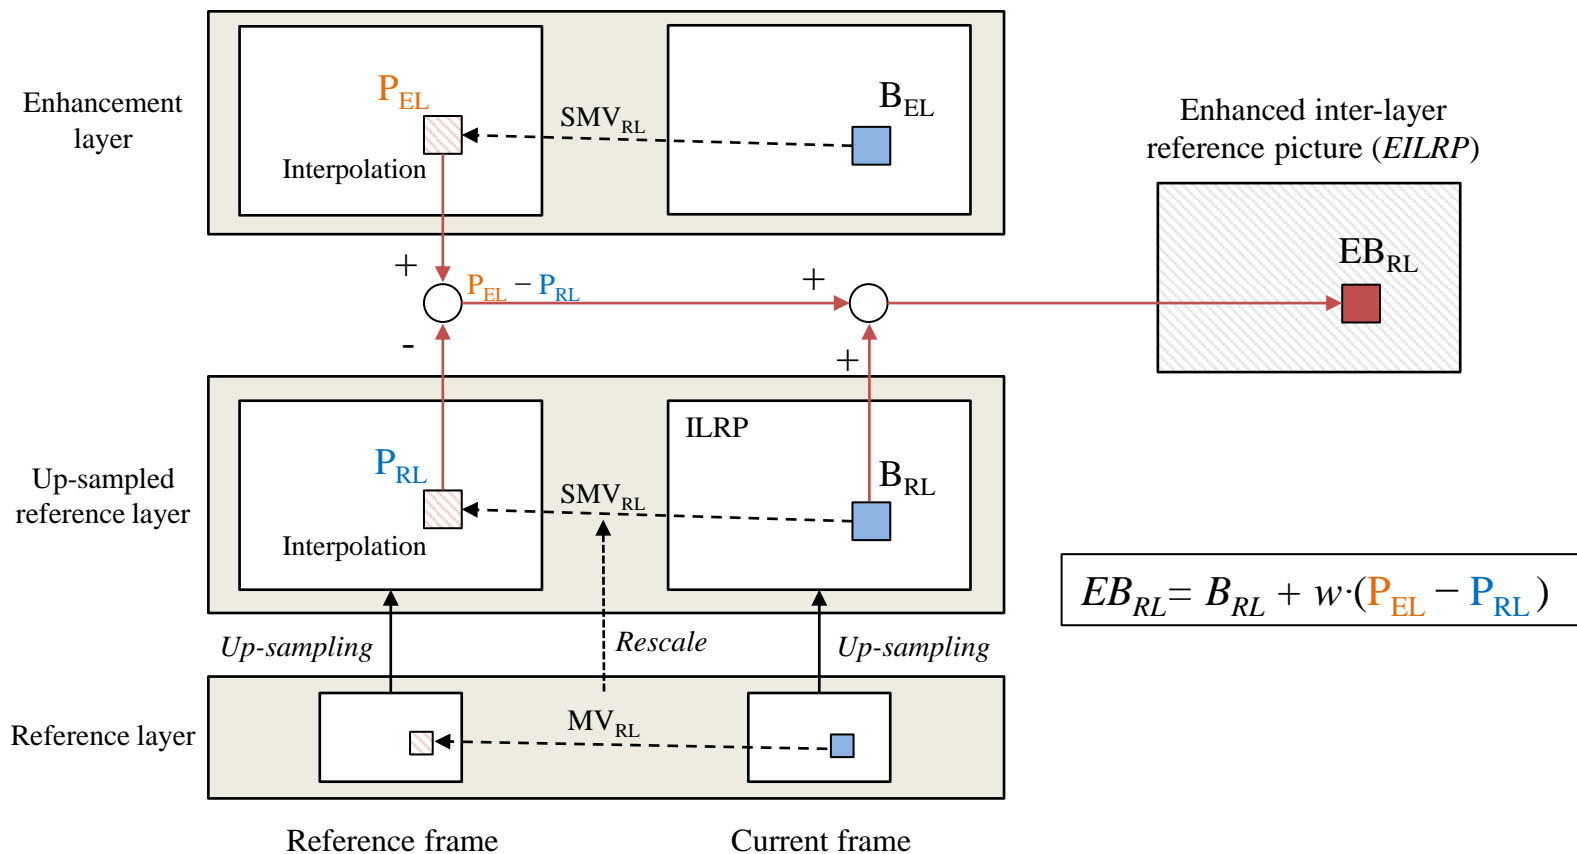 Enhancement
layer
P_EL
Interpolation
SMV_RL
B_EL
Enhanced inter-layer
reference picture (EILRP)
EB_RL
+
P_EL − P_RL
+
-
+
Up-sampled
reference layer
P_RL
Interpolation
SMV_RL
ILRP
B_RL
EB_RL = B_RL + w·(P_EL − P_RL)
Up-sampling
Rescale
Up-sampling
Reference layer
MV_RL
Reference frame
Current frame